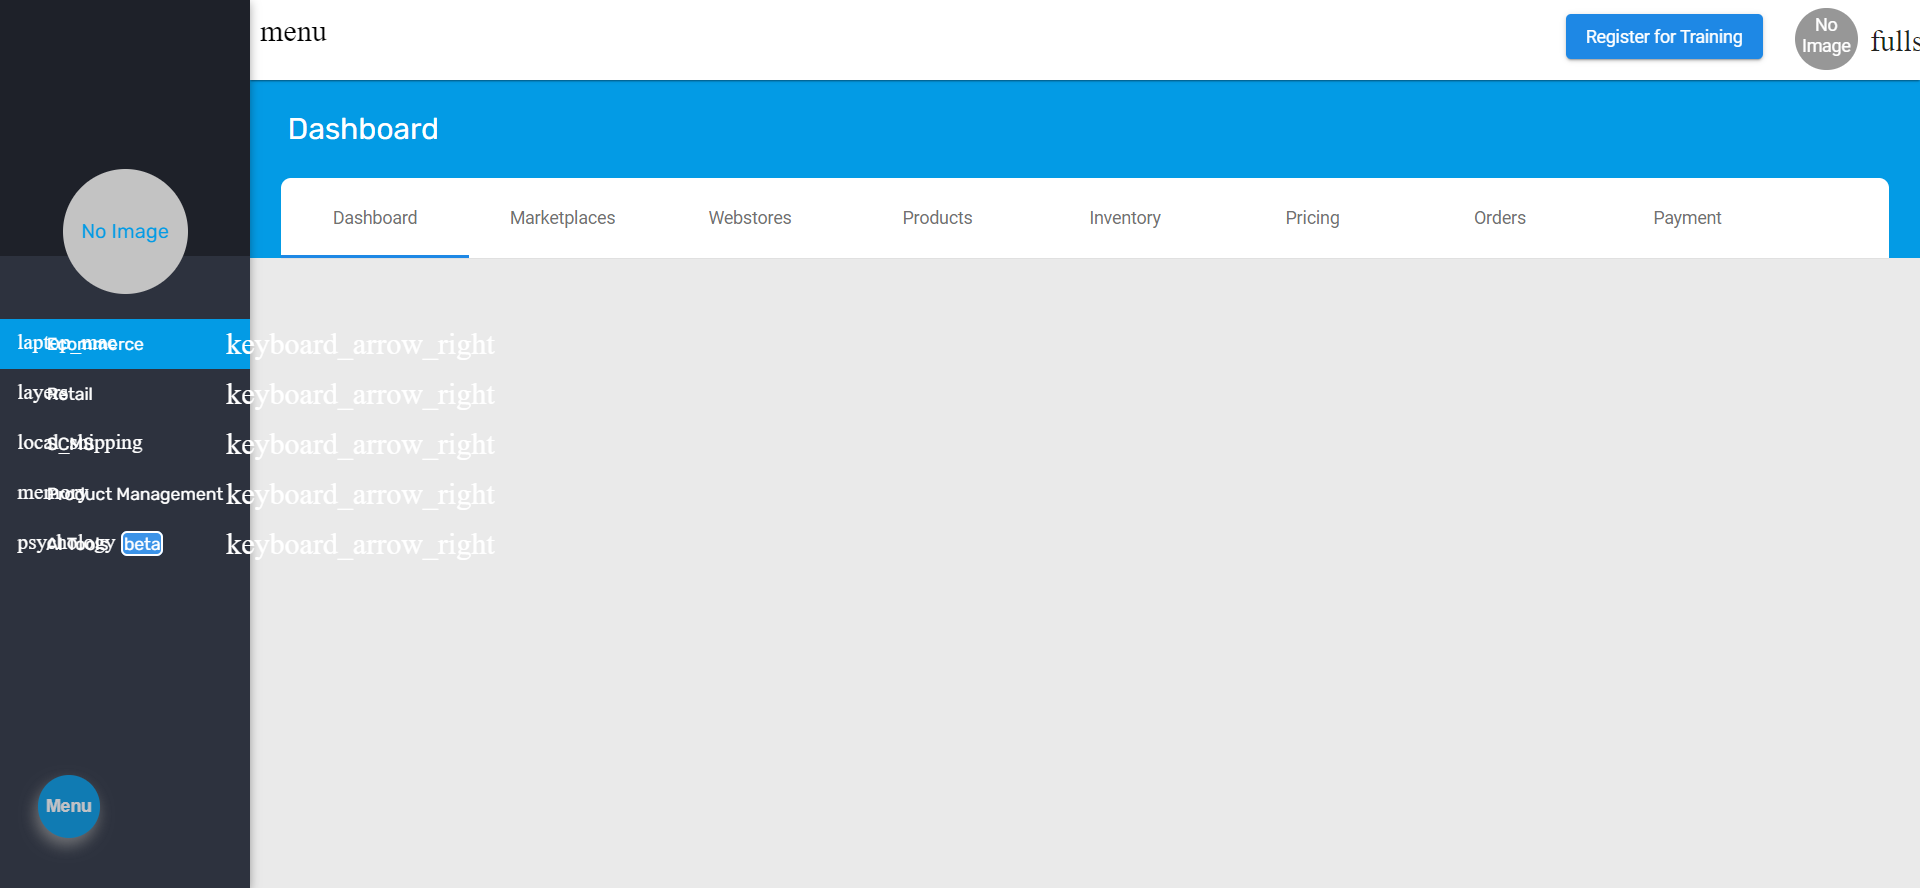 menu
Register for Training
No
Image
fulls
Dashboard
Dashboard Marketplaces Webstores Products Inventory Pricing Orders Payment
No Image
laptop_mac Ecommerce keyboard_arrow_right
layers Retail keyboard_arrow_right
local_shipping SCMS keyboard_arrow_right
memory Product Management keyboard_arrow_right
psychology AI Tools beta keyboard_arrow_right
Menu